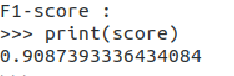 F1-score :
>>> print(score)
0.9087393336434084